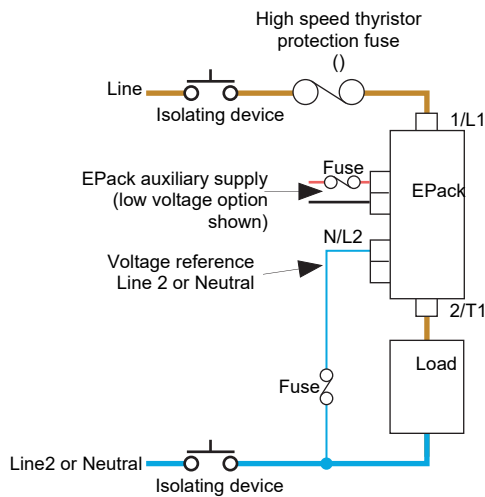 High speed thyristor
protection fuse
()
Line
Isolating device
1/L1
Fuse
EPack auxiliary supply
(low voltage option
shown)
EPack
N/L2
Voltage reference
Line 2 or Neutral
2/T1
Load
Fuse
Line2 or Neutral
Isolating device